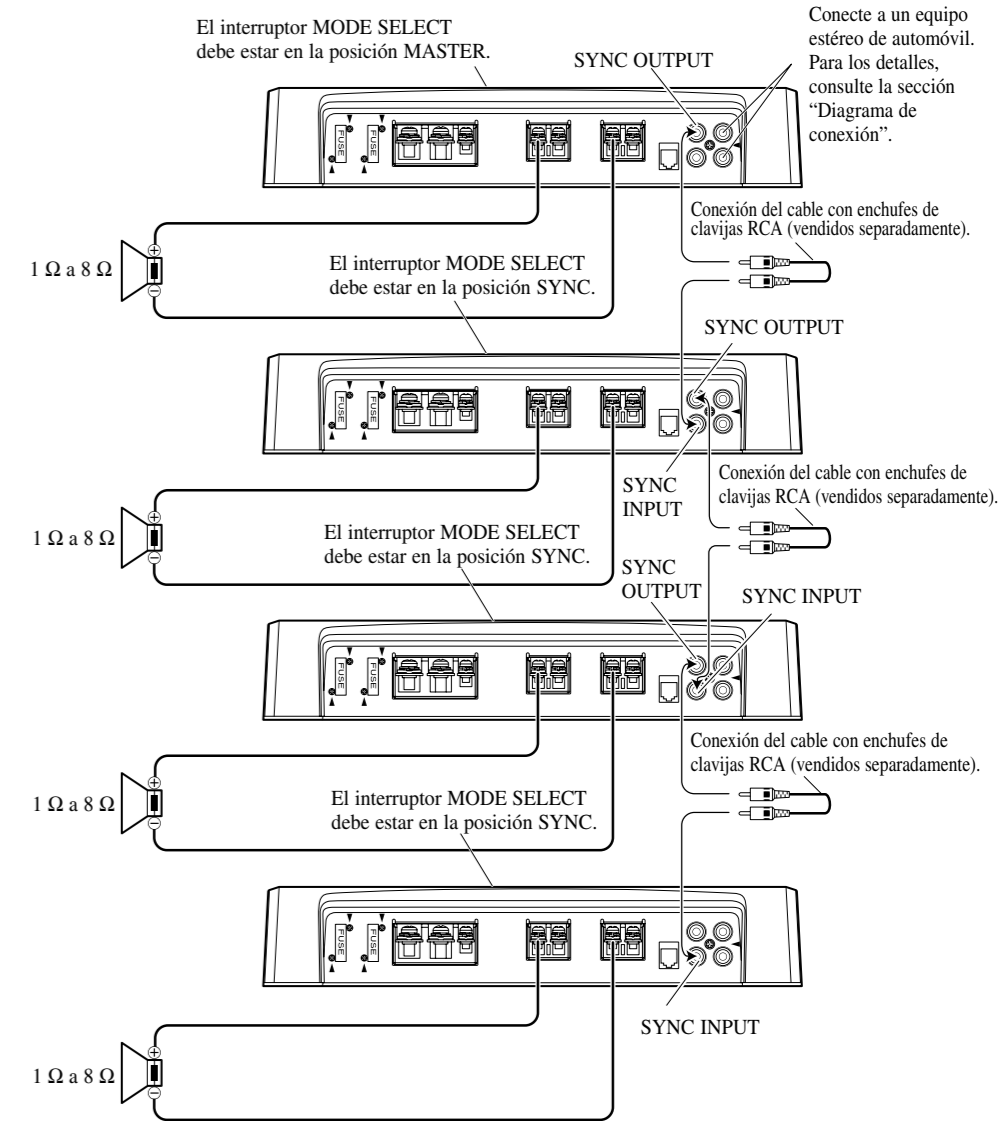 El interruptor MODE SELECT
debe estar en la posición MASTER.
SYNC OUTPUT
Conecte a un equipo
estéreo de automóvil.
Para los detalles,
consulte la sección
“Diagrama de
conexión”.
FUSE
FUSE
Conexión del cable con enchufes de
clavijas RCA (vendidos separadamente).
1 Ω a 8 Ω
El interruptor MODE SELECT
debe estar en la posición SYNC.
SYNC OUTPUT
FUSE
FUSE
SYNC
INPUT
Conexión del cable con enchufes de
clavijas RCA (vendidos separadamente).
1 Ω a 8 Ω
El interruptor MODE SELECT
debe estar en la posición SYNC.
SYNC
OUTPUT
SYNC INPUT
FUSE
FUSE
Conexión del cable con enchufes de
clavijas RCA (vendidos separadamente).
1 Ω a 8 Ω
El interruptor MODE SELECT
debe estar en la posición SYNC.
FUSE
FUSE
SYNC INPUT
1 Ω a 8 Ω